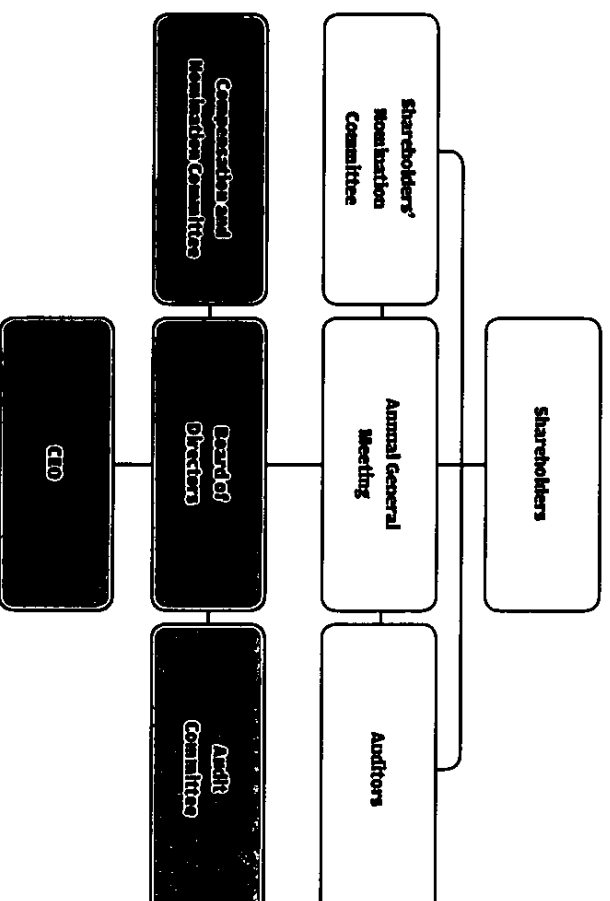 Shareholders
Shareholders'
Nomination
Committee
Annual General
Meeting
Auditors
Compensation and
Nomination Committee
Board of
Directors
Audit
Committee
CEO